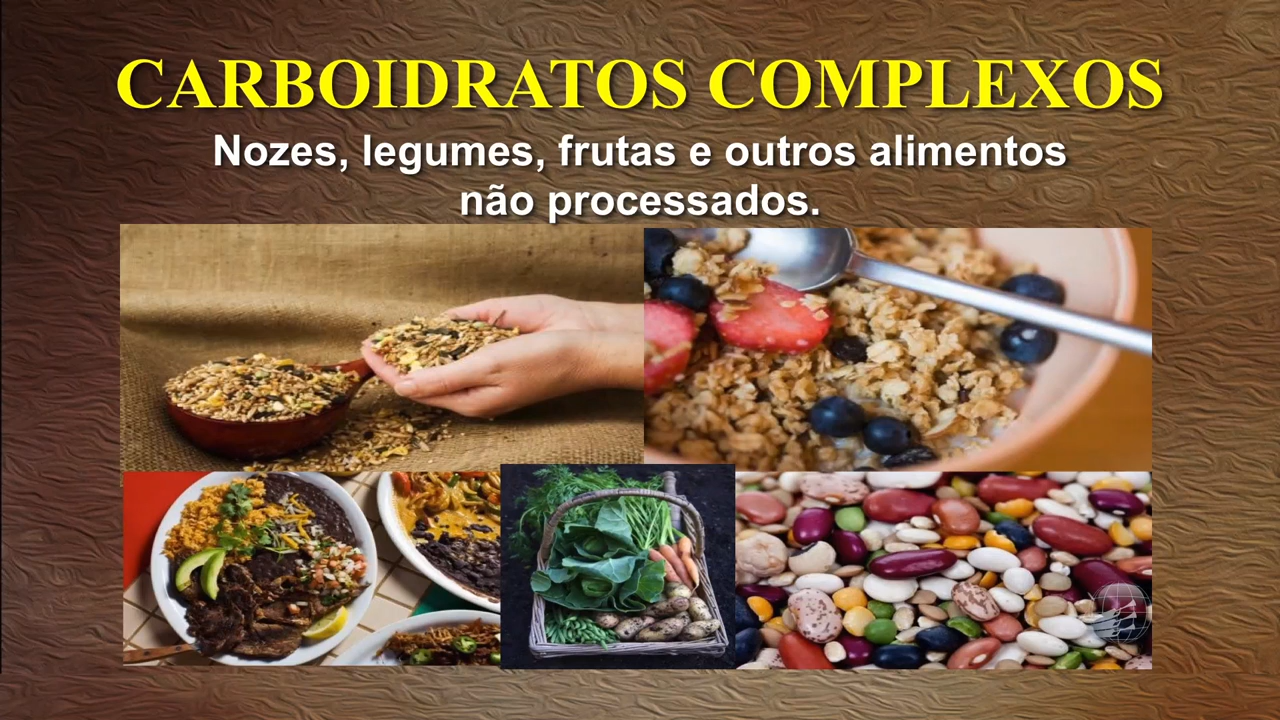 CARBOIDRATOS COMPLEXOS
Nozes, legumes, frutas e outros alimentos
não processados.